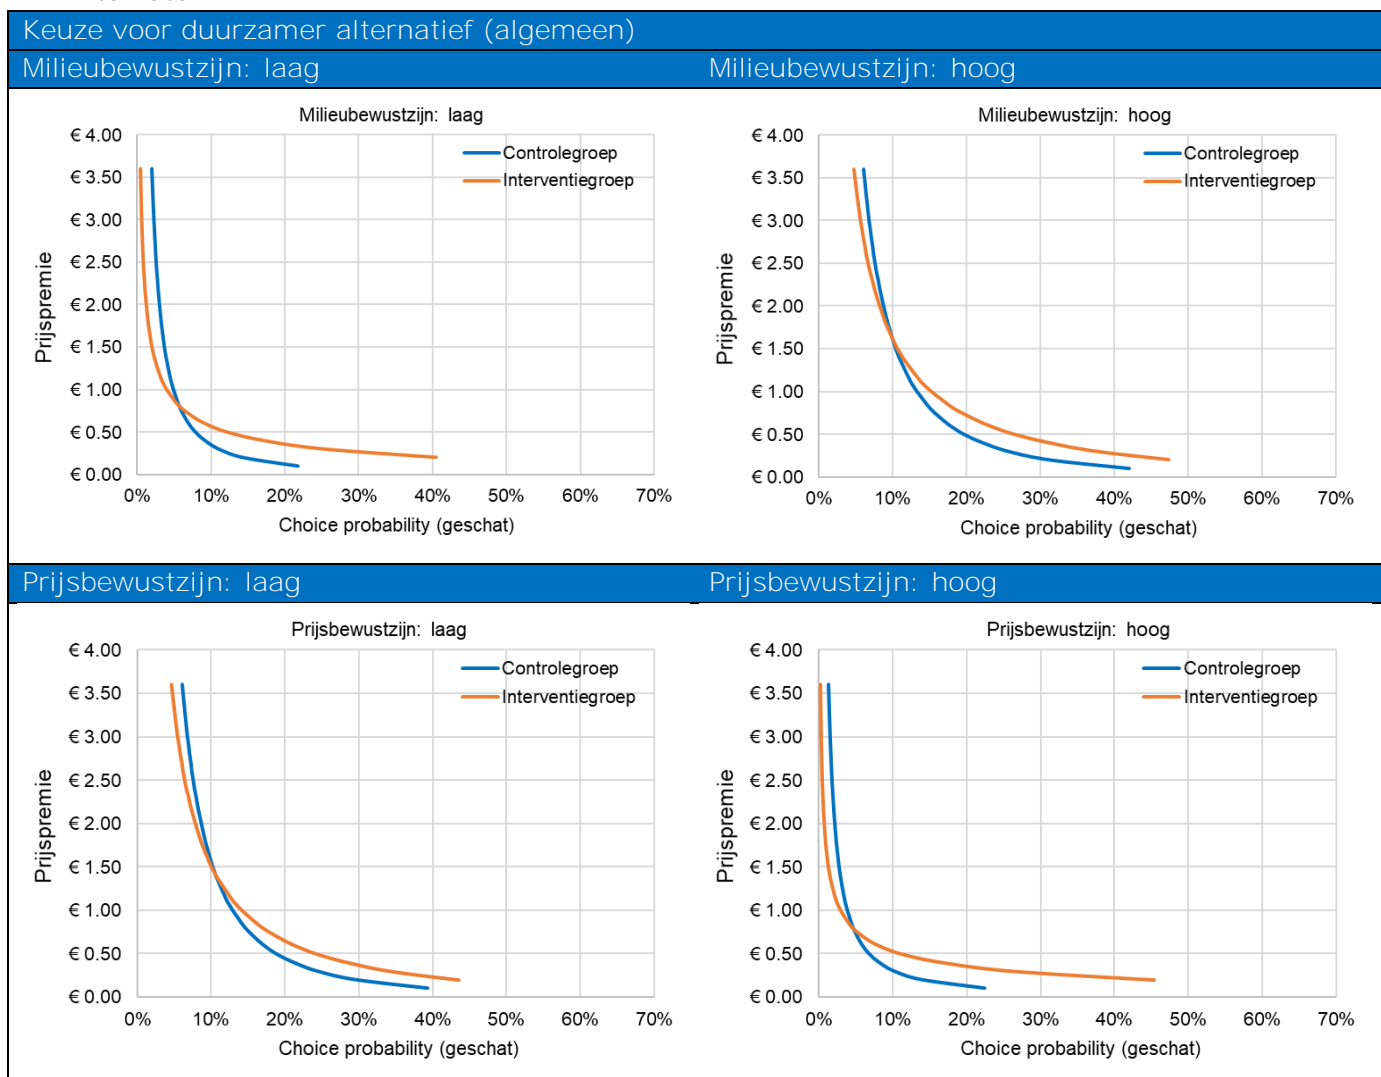 Keuze voor duurzamer alternatief (algemeen)
Milieubewustzijn: laag
Milieubewustzijn: hoog
Milieubewustzijn: laag
€ 4.00
€ 3.50
€ 3.00
€ 2.50
€ 2.00
€ 1.50
€ 1.00
€ 0.50
€ 0.00
Prijspremie
Controlegroep
Interventiegroep
0% 10% 20% 30% 40% 50% 60% 70%
Choice probability (geschat)
Milieubewustzijn: hoog
€ 4.00
€ 3.50
€ 3.00
€ 2.50
€ 2.00
€ 1.50
€ 1.00
€ 0.50
€ 0.00
Prijspremie
Controlegroep
Interventiegroep
0% 10% 20% 30% 40% 50% 60% 70%
Choice probability (geschat)
Prijsbewustzijn: laag
Prijsbewustzijn: hoog
Prijsbewustzijn: laag
€ 4.00
€ 3.50
€ 3.00
€ 2.50
€ 2.00
€ 1.50
€ 1.00
€ 0.50
€ 0.00
Prijspremie
Controlegroep
Interventiegroep
0% 10% 20% 30% 40% 50% 60% 70%
Choice probability (geschat)
Prijsbewustzijn: hoog
€ 4.00
€ 3.50
€ 3.00
€ 2.50
€ 2.00
€ 1.50
€ 1.00
€ 0.50
€ 0.00
Prijspremie
Controlegroep
Interventiegroep
0% 10% 20% 30% 40% 50% 60% 70%
Choice probability (geschat)